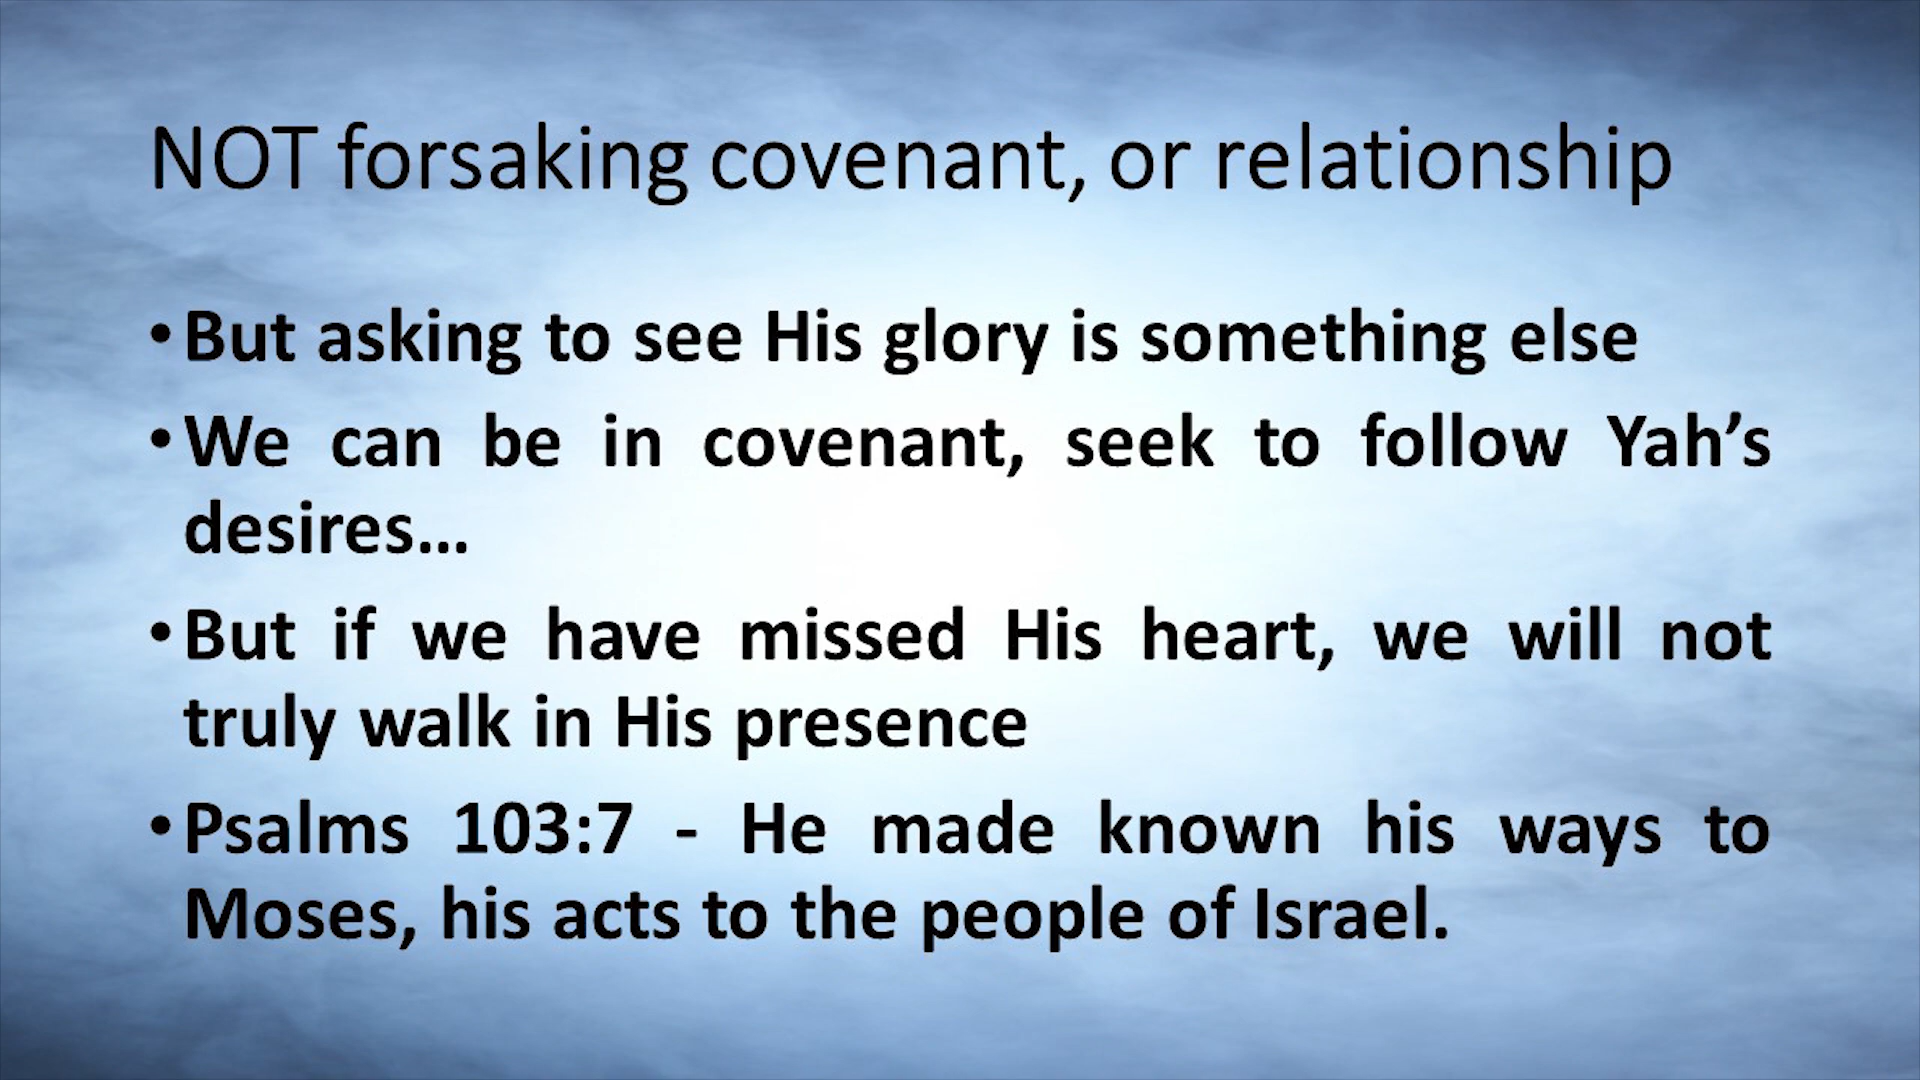 NOT forsaking covenant, or relationship
• But asking to see His glory is something else
• We can be in covenant, seek to follow Yah’s
desires…
• But if we have missed His heart, we will not
truly walk in His presence
• Psalms 103:7 - He made known his ways to
Moses, his acts to the people of Israel.